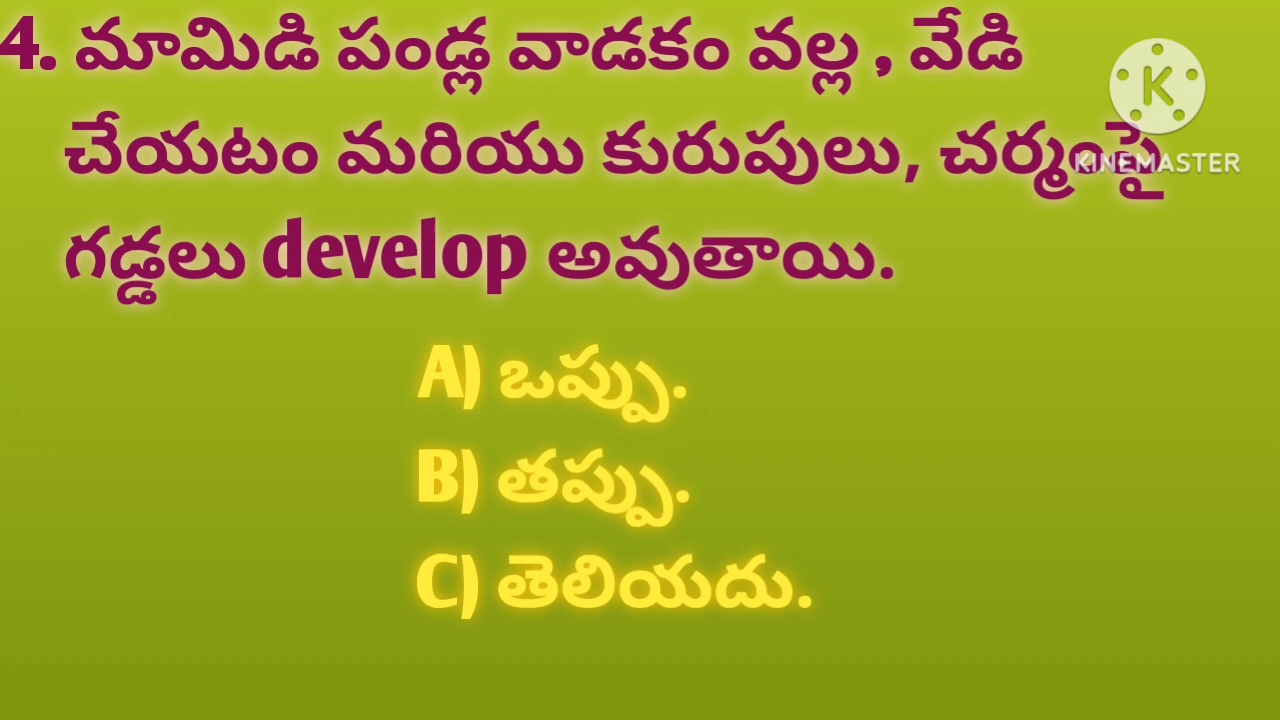 4. మామిడి పండ్ల వాడకం వల్ల , వేడి
చేయటం మరియు కురుపులు, చర్మంపై
గడ్డలు develop అవుతాయి.
A) ఒప్పు.
B) తప్పు.
C) తెలియదు.
K
KINEMASTER